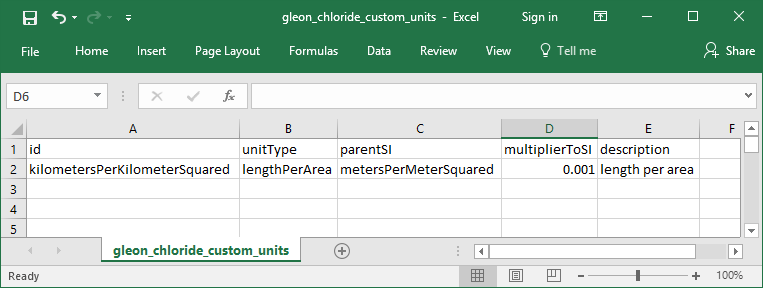 gleon_chloride_custom_units - Excel
Sign in
File Home Insert Page Layout Formulas Data Review View Tell me Share
D6 fx
A B C D E F
1 id unitType parentSI multiplierToSI description
2 kilometersPerKilometerSquared lengthPerArea metersPerMeterSquared 0.001 length per area
3
4
5
gleon_chloride_custom_units
Ready 100%